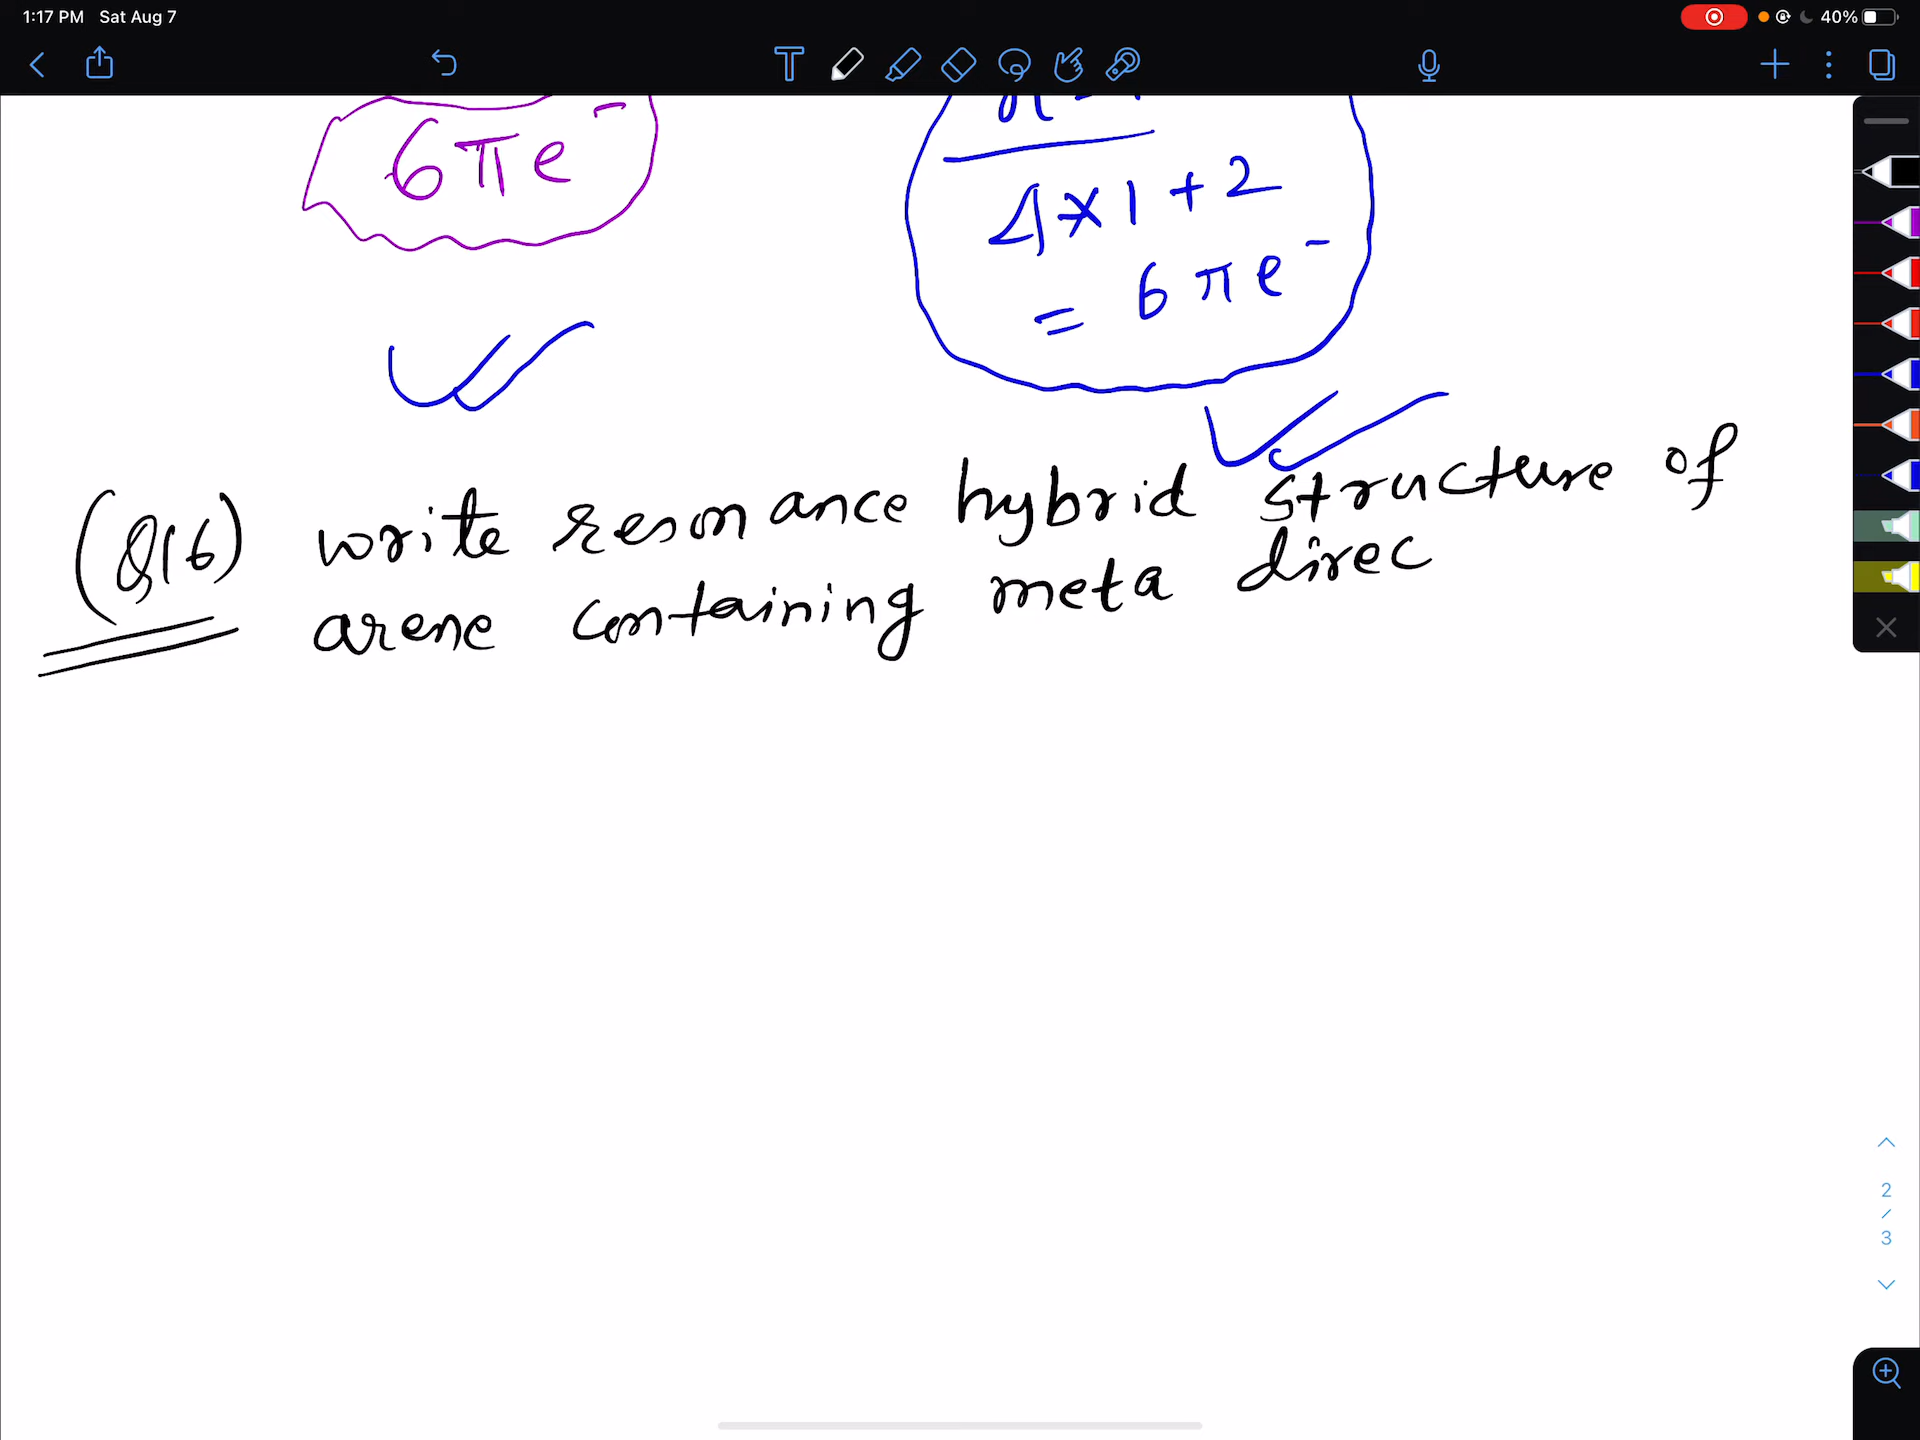 1:17 PM Sat Aug 7
40%
T
6πe⁻
4×1+2
= 6πe⁻
(Q16) write resonance hybrid structure of
arene containing meta direc
2
/
3